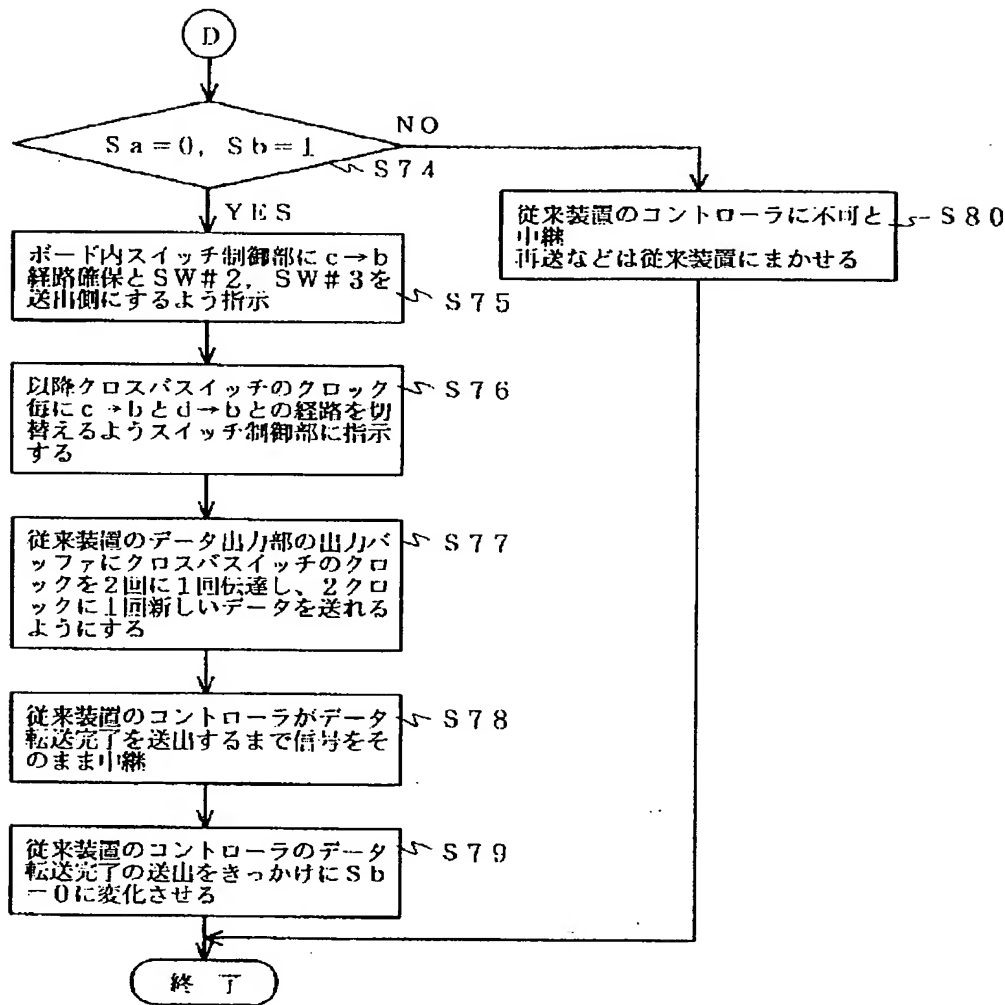 D
Sa=0, Sb=1
NO
S74
YES
ボード内スイッチ制御部にc→b
経路確保とSW#2, SW#3を
送出側にするよう指示
S75
従来装置のコントローラに不可と
中継
再送などは従来装置にまかせる
S80
以降クロスバスイッチのクロック
毎にc→bとd→bとの経路を切
替えるようスイッチ制御部に指示
する
S76
従来装置のデータ出力部の出力バ
ッファにクロスバスイッチのクロ
ックを2回に1回伝達し、2クロ
ックに1回新しいデータを送れる
ようにする
S77
従来装置のコントローラがデータ
転送完了を送出するまで信号をそ
のまま中継
S78
従来装置のコントローラのデータ
転送完了の送出をきっかけにSb
=0に変化させる
S79
終 了